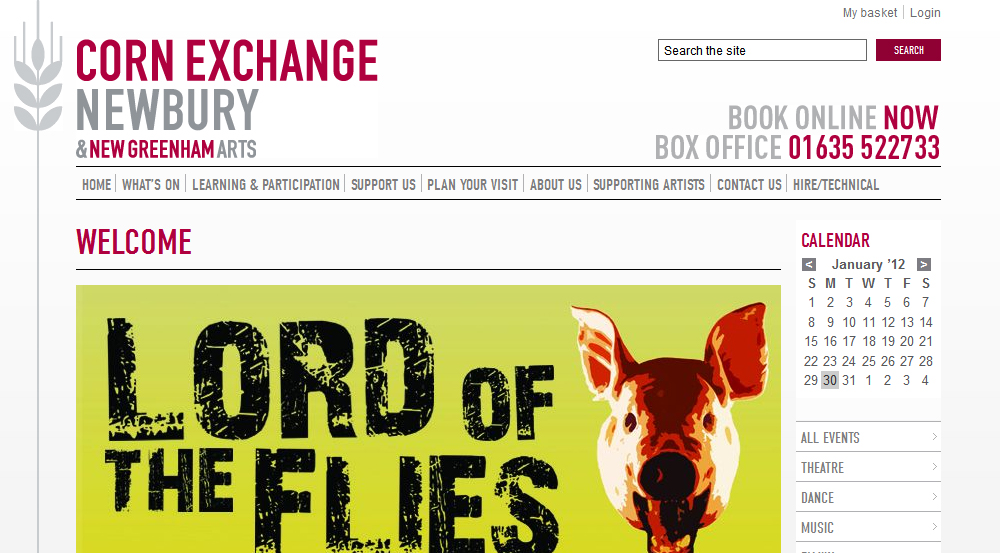 My basket | Login
Search the site
SEARCH
CORN EXCHANGE
NEWBURY
& NEW GREENHAM ARTS
BOOK ONLINE NOW
BOX OFFICE 01635 522733
HOME | WHAT'S ON | LEARNING & PARTICIPATION | SUPPORT US | PLAN YOUR VISIT | ABOUT US | SUPPORTING ARTISTS | CONTACT US | HIRE/TECHNICAL
WELCOME
LORD OF
THE FLIES
CALENDAR
< January ’12 >
S M T W T F S
1 2 3 4 5 6 7
8 9 10 11 12 13 14
15 16 17 18 19 20 21
22 23 24 25 26 27 28
29 30 31 1 2 3 4
ALL EVENTS
THEATRE
DANCE
MUSIC